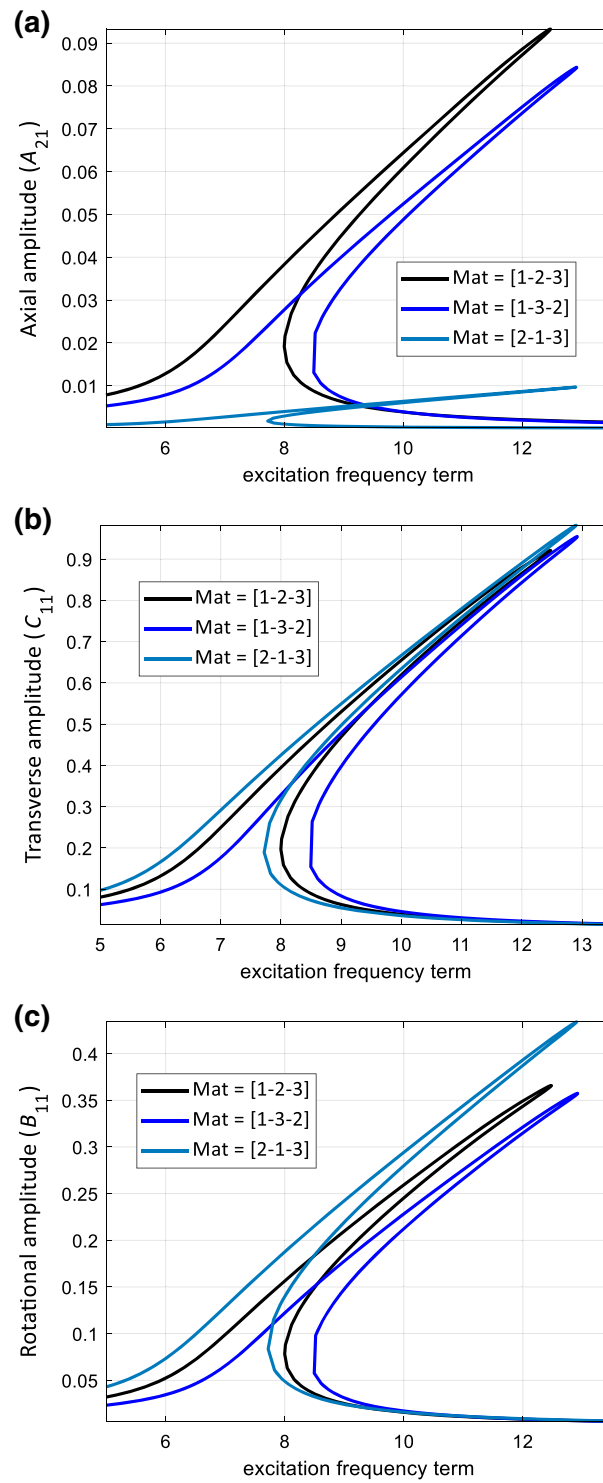 (a)
0.09
0.08
0.07
0.06
0.05
0.04
0.03
0.02
0.01
Axial amplitude (A21)
Mat = [1-2-3]
Mat = [1-3-2]
Mat = [2-1-3]
6 8 10 12
excitation frequency term
(b)
0.9
0.8
0.7
0.6
0.5
0.4
0.3
0.2
0.1
Transverse amplitude (C11)
Mat = [1-2-3]
Mat = [1-3-2]
Mat = [2-1-3]
5 6 7 8 9 10 11 12 13
excitation frequency term
(c)
0.4
0.35
0.3
0.25
0.2
0.15
0.1
0.05
Rotational amplitude (B11)
Mat = [1-2-3]
Mat = [1-3-2]
Mat = [2-1-3]
6 8 10 12
excitation frequency term